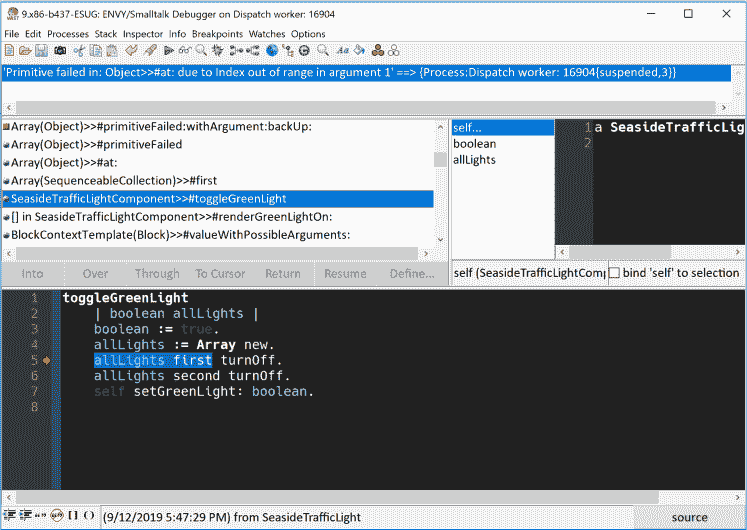 9.x86-b437-ESUG: ENVY/Smalltalk Debugger on Dispatch worker: 16904
File Edit Processes Stack Inspector Info Breakpoints Watches Options
'Primitive failed in: Object>>#at: due to Index out of range in argument 1' ==> {Process:Dispatch worker: 16904{suspended,3}}
Array(Object)>>#primitiveFailed:withArgument:backUp:
Array(Object)>>#primitiveFailed
Array(Object)>>#at:
Array(SequenceableCollection)>>#first
SeasideTrafficLightComponent>>#toggleGreenLight
[] in SeasideTrafficLightComponent>>#renderGreenLightOn:
BlockContextTemplate(Block)>>#valueWithPossibleArguments:
self...
boolean
allLights
1 a SeasideTrafficLig
2
Into Over Through To Cursor Return Resume Define...
self (SeasideTrafficLightComp bind 'self' to selection
1 toggleGreenLight
2 | boolean allLights |
3 boolean := true.
4 allLights := Array new.
5 allLights first turnOff.
6 allLights second turnOff.
7 self setGreenLight: boolean.
8
(9/12/2019 5:47:29 PM) from SeasideTrafficLight source